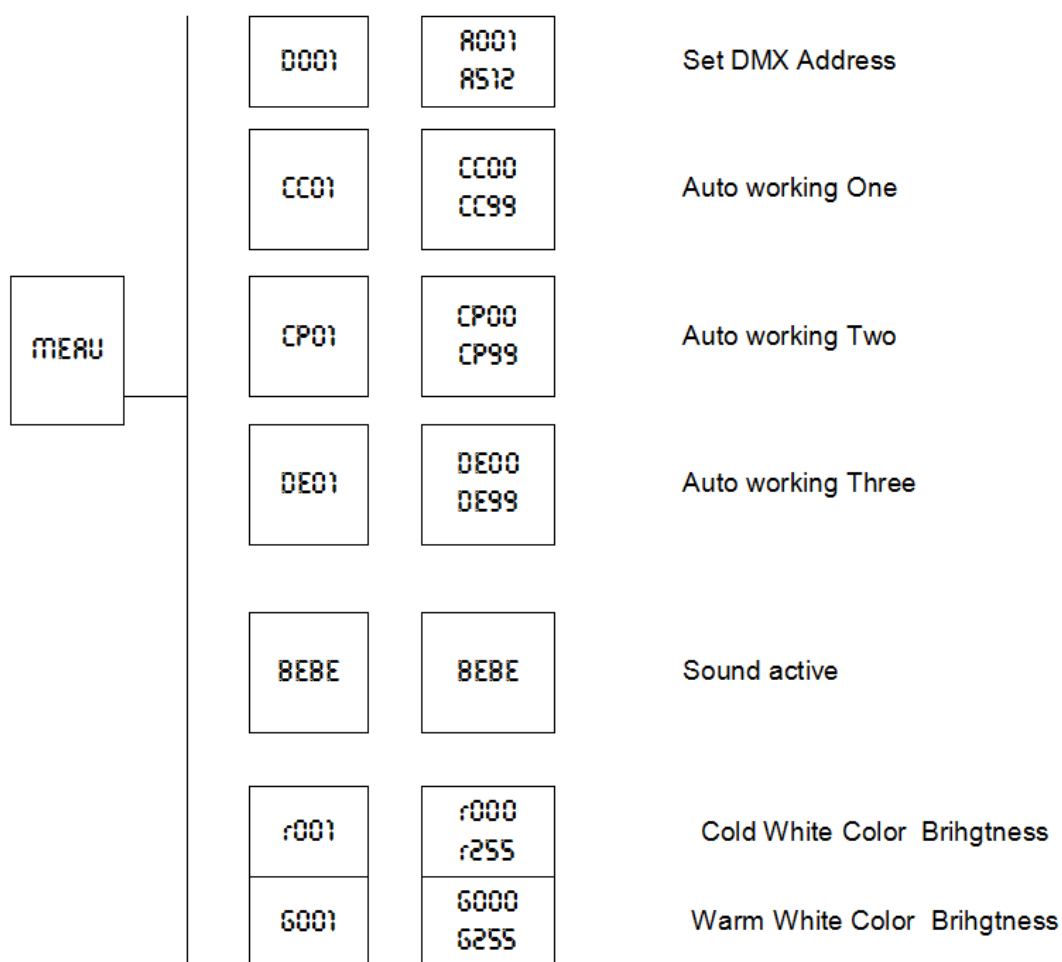 D001
A001
A512
Set DMX Address
CC01
CC00
CC99
Auto working One
MEAU
CP01
CP00
CP99
Auto working Two
DE01
DE00
DE99
Auto working Three
BEBE
BEBE
Sound active
r001
r000
r255
Cold White Color Brihgtness
G001
G000
G255
Warm White Color Brihgtness